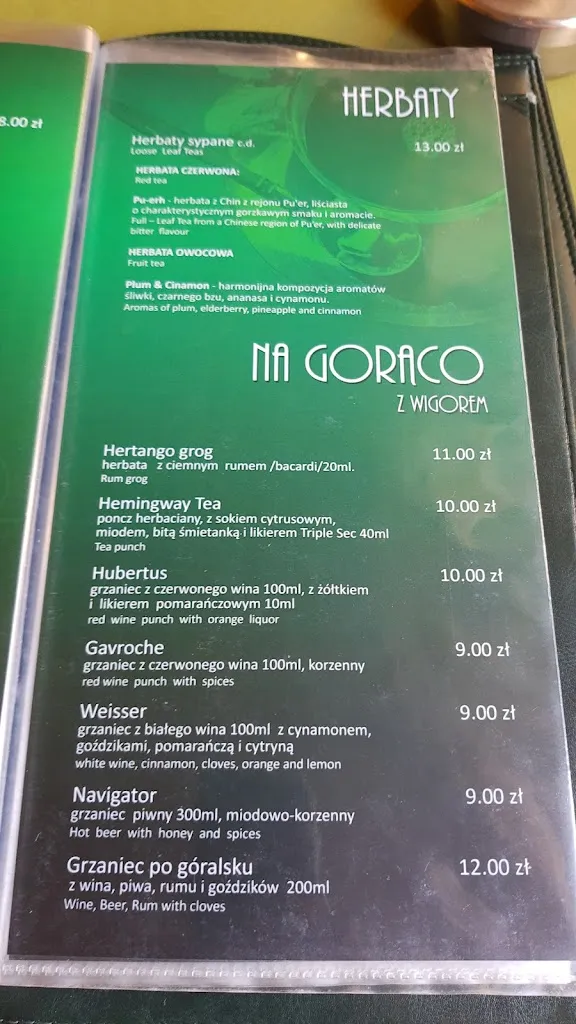 8.00 zł
HERBATY
Herbaty sypane c.d. 13.00 zł
Loose Leaf Teas
HERBATA CZERWONA:
Red tea
Pu-erh - herbata z Chin z rejonu Pu'er, liściasta
o charakterystycznym gorzkawym smaku i aromacie.
Full – Leaf Tea from a Chinese region of Pu'er, with delicate
bitter flavour
HERBATA OWOCOWA
Fruit tea
Plum & Cinamon - harmonijna kompozycja aromatów
śliwki, czarnego bzu, ananasa i cynamonu.
Aromas of plum, elderberry, pineapple and cinnamon
NA GORĄCO
Z WIGOREM
Hertango grog 11.00 zł
herbata z ciemnym rumem /bacardi/20ml.
Rum grog
Hemingway Tea 10.00 zł
poncz herbaciany, z sokiem cytrusowym,
miodem, bitą śmietanką i likierem Triple Sec 40ml
Tea punch
Hubertus 10.00 zł
grzaniec z czerwonego wina 100ml, z żółtkiem
i likierem pomarańczowym 10ml
red wine punch with orange liquor
Gavroche 9.00 zł
grzaniec z czerwonego wina 100ml, korzenny
red wine punch with spices
Weisser 9.00 zł
grzaniec z białego wina 100ml z cynamonem,
goździkami, pomarańczą i cytryną
white wine, cinnamon, cloves, orange and lemon
Navigator 9.00 zł
grzaniec piwny 300ml, miodowo-korzenny
Hot beer with honey and spices
Grzaniec po góralsku 12.00 zł
z wina, piwa, rumu i goździków 200ml
Wine, Beer, Rum with cloves